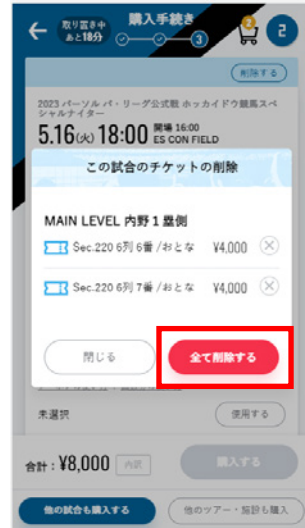 取り置き中
あと18分
購入手続き
3
2
削除する
2023 パーソル パ・リーグ公式戦 ホッカイドウ競馬スペ
シャルナイター
5.16(火) 18:00 開場 16:00
ES CON FIELD
この試合のチケットの削除
MAIN LEVEL 内野1塁側
Sec.220 6列 6番 /おとな ¥4,000
Sec.220 6列 7番 /おとな ¥4,000
閉じる
全て削除する
未選択
使用する
合計：¥8,000
内訳
購入する
他の試合も購入する
他のツアー・施設も購入